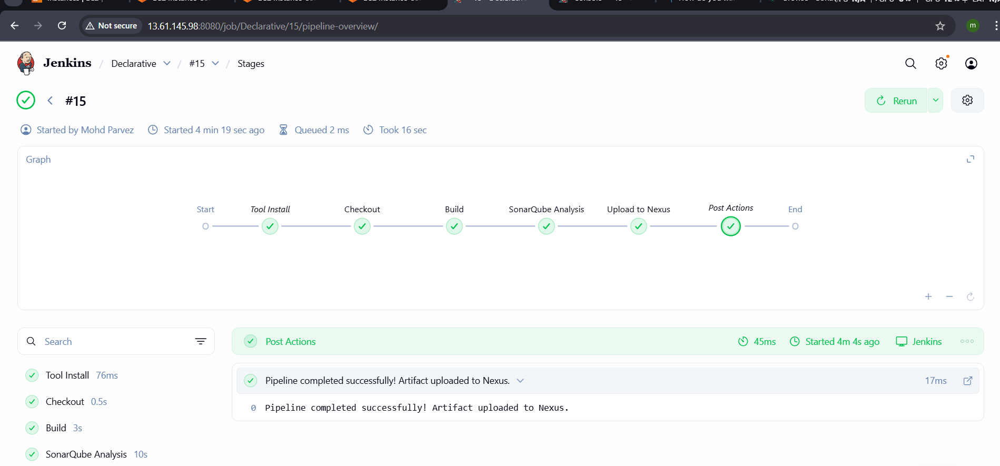 Not secure
13.61.145.98:8080/job/Declarative/15/pipeline-overview/
m
Jenkins / Declarative / #15 / Stages
#15
Rerun
Started by Mohd Parvez
Started 4 min 19 sec ago
Queued 2 ms
Took 16 sec
Graph
Start
Tool Install
Checkout
Build
SonarQube Analysis
Upload to Nexus
Post Actions
End
Search
Post Actions
45ms
Started 4m 4s ago
Jenkins
Tool Install 76ms
Checkout 0.5s
Build 3s
SonarQube Analysis 10s
Pipeline completed successfully! Artifact uploaded to Nexus.
17ms
0 Pipeline completed successfully! Artifact uploaded to Nexus.